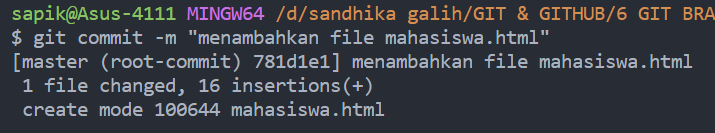 sapik@Asus-4111 MINGW64 /d/sandhika galih/GIT & GITHUB/6 GIT BRA
$ git commit -m "menambahkan file mahasiswa.html"
[master (root-commit) 781d1e1] menambahkan file mahasiswa.html
 1 file changed, 16 insertions(+)
 create mode 100644 mahasiswa.html